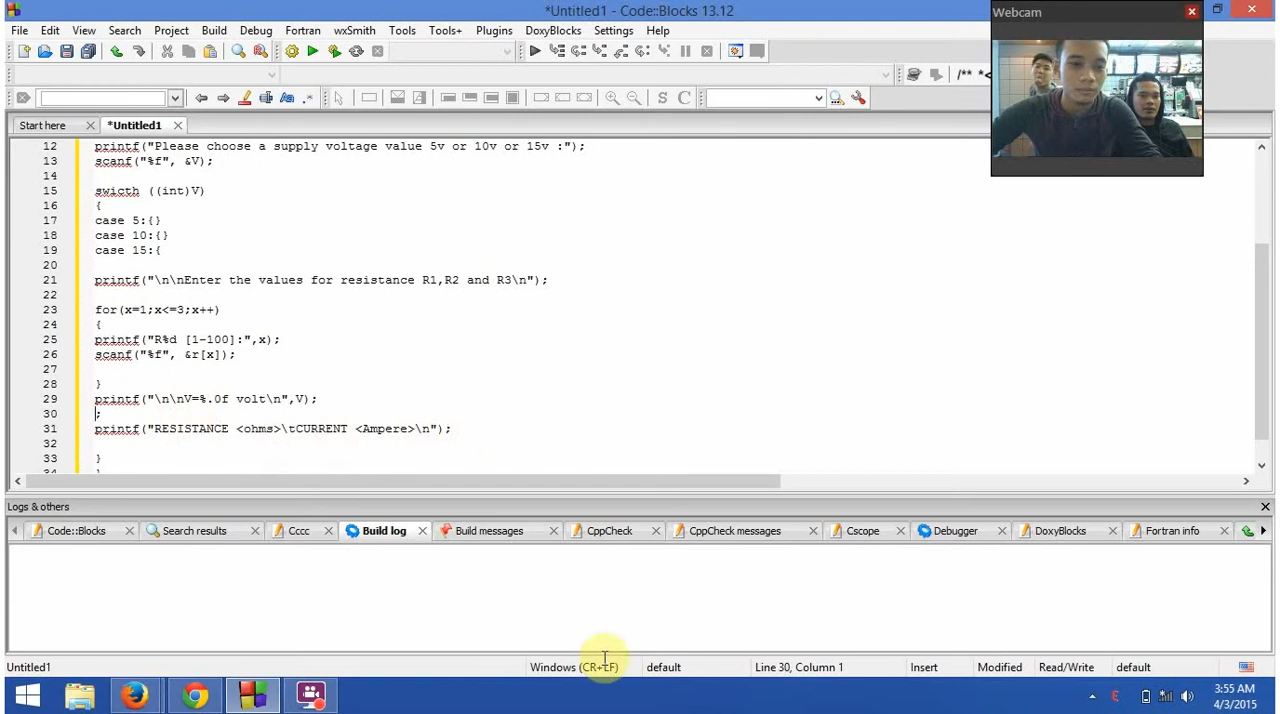 *Untitled1 - Code::Blocks 13.12
Webcam
File Edit View Search Project Build Debug Fortran wxSmith Tools Tools+ Plugins DoxyBlocks Settings Help
/** *<
Start here *Untitled1
12 printf("Please choose a supply voltage value 5v or 10v or 15v :");
13 scanf("%f", &V);
14
15 swicth ((int)V)
16 {
17 case 5:{}
18 case 10:{}
19 case 15:{
20
21 printf("\n\nEnter the values for resistance R1,R2 and R3\n");
22
23 for(x=1;x<=3;x++)
24 {
25 printf("R%d [1-100]:",x);
26 scanf("%f", &r[x]);
27
28 }
29 printf("\n\nV=%.0f volt\n",V);
30 ;
31 printf("RESISTANCE <ohms>\tCURRENT <Ampere>\n");
32
33 }
34 }
Logs & others
Code::Blocks Search results Cccc Build log Build messages CppCheck CppCheck messages Cscope Debugger DoxyBlocks Fortran info
Untitled1 Windows (CR+LF) default Line 30, Column 1 Insert Modified Read/Write default
3:55 AM
4/3/2015